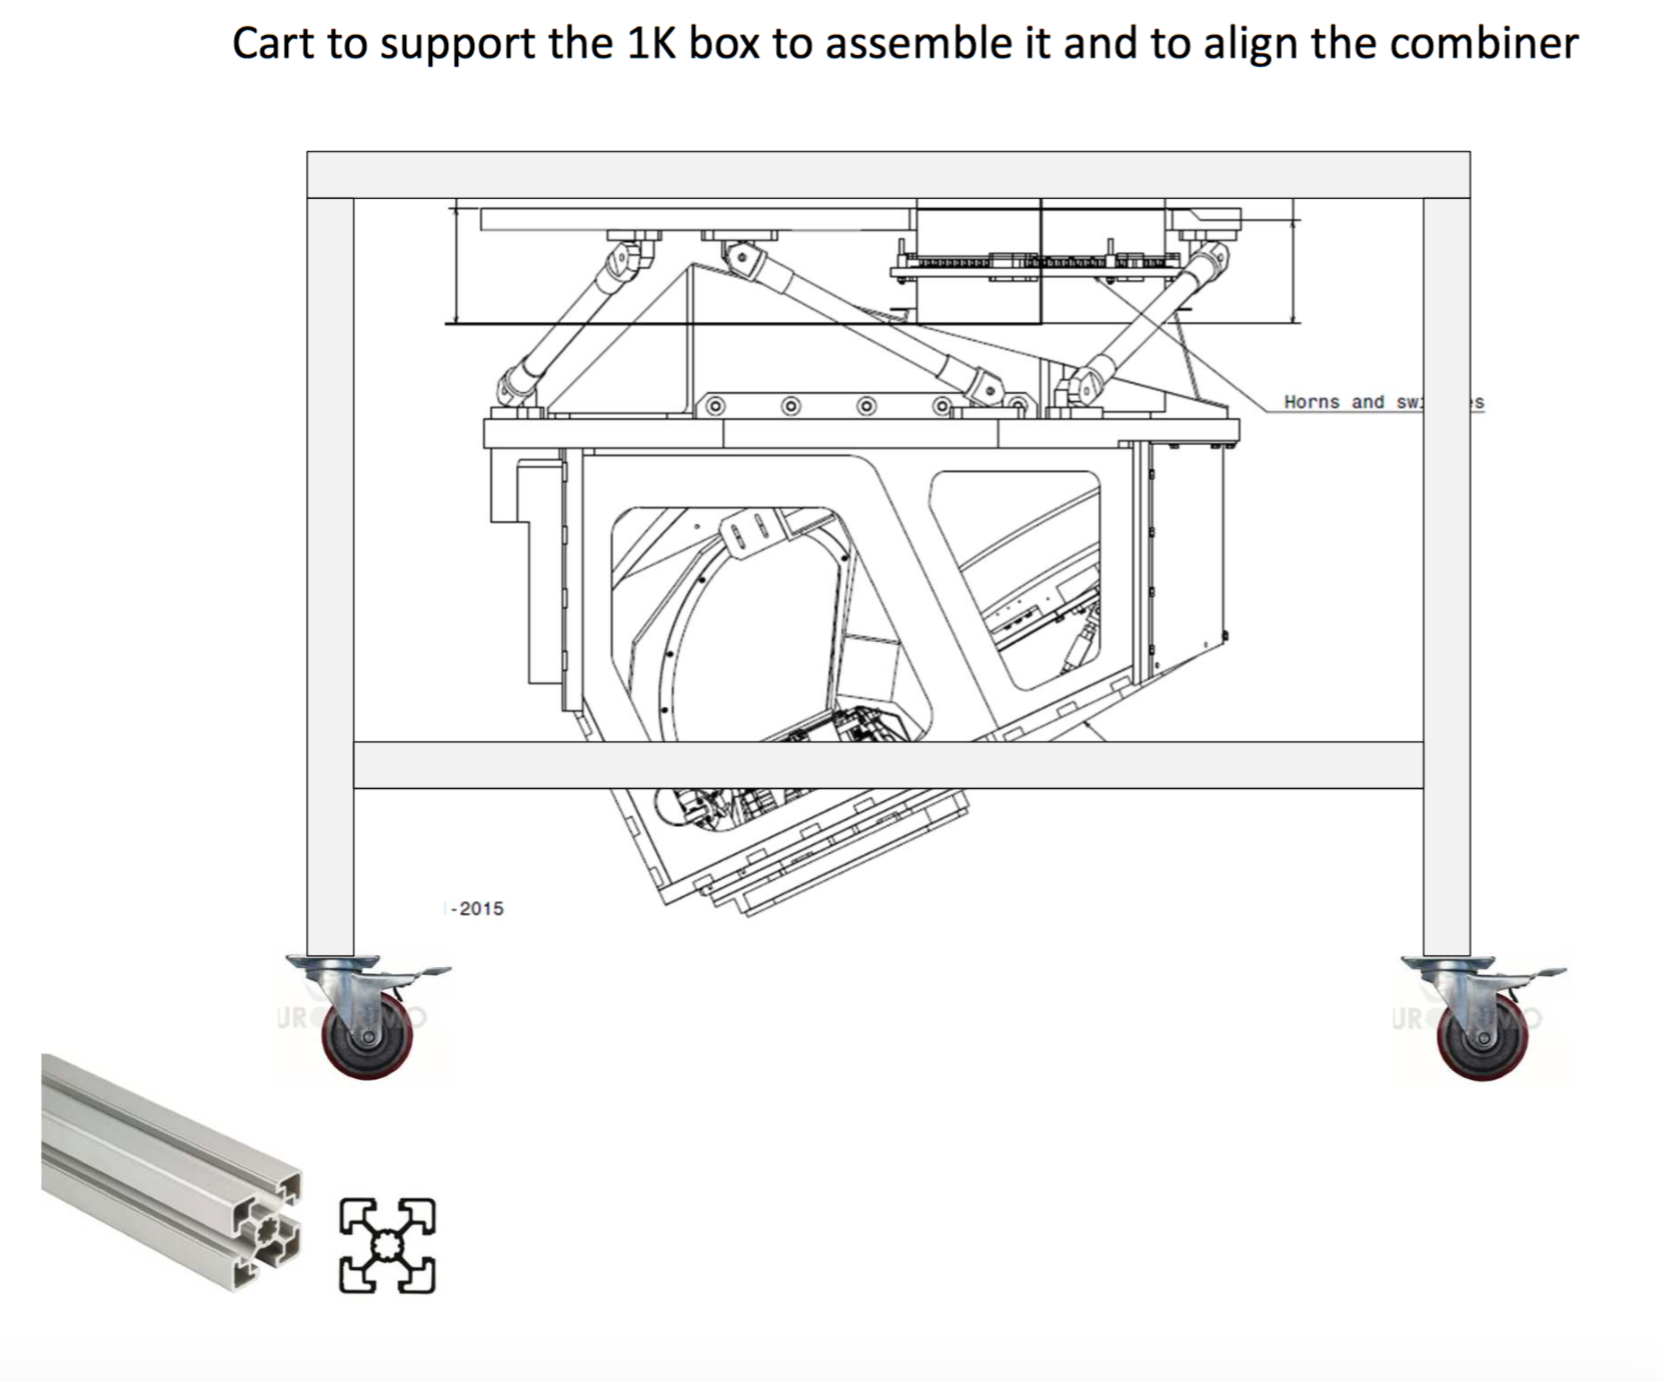 Cart to support the 1K box to assemble it and to align the combiner
Horns and
-2015